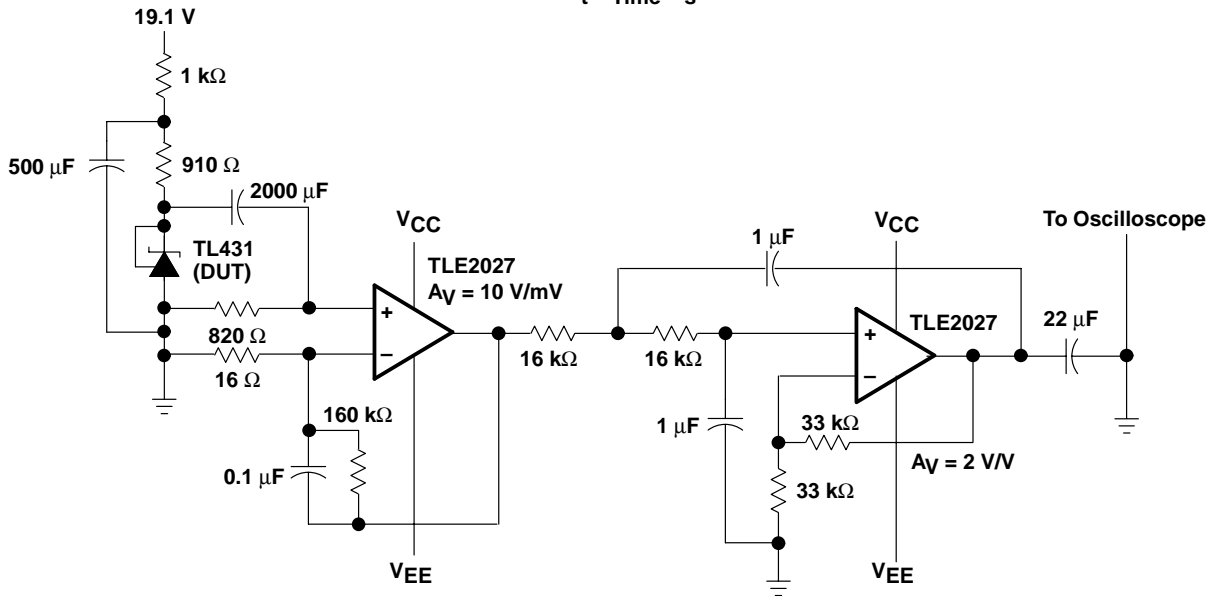 t – Time – s
19.1 V
1 kΩ
500 μF
910 Ω
2000 μF
TL431
(DUT)
820 Ω
16 Ω
160 kΩ
0.1 μF
VCC
TLE2027
AV = 10 V/mV
+
−
VEE
16 kΩ
16 kΩ
1 μF
1 μF
VCC
TLE2027
+
−
33 kΩ
33 kΩ
AV = 2 V/V
VEE
22 μF
To Oscilloscope